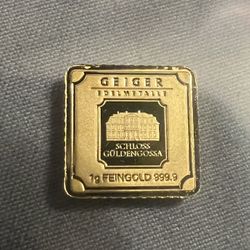 GEIGER
EDELMETALLE
SCHLOSS
GÜLDENGOSSA
1g FEINGOLD 999.9